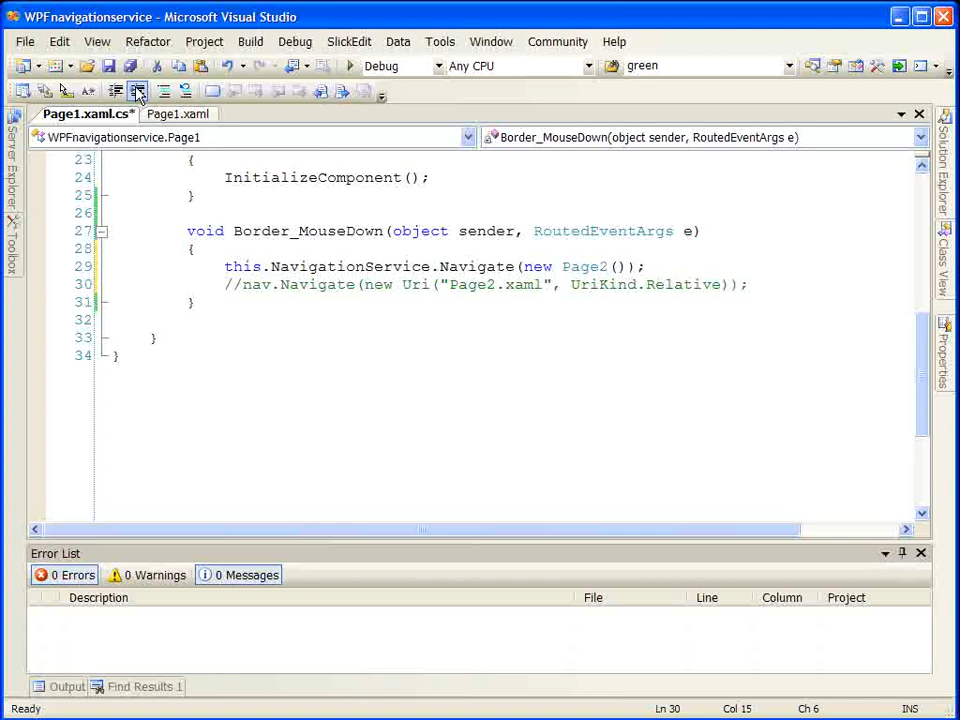 WPFnavigationservice - Microsoft Visual Studio
File Edit View Refactor Project Build Debug SlickEdit Data Tools Window Community Help
Debug Any CPU green
Page1.xaml.cs* Page1.xaml
WPFnavigationservice.Page1 Border_MouseDown(object sender, RoutedEventArgs e)
Server Explorer
Toolbox
23 {
24 InitializeComponent();
25 }
26
27 void Border_MouseDown(object sender, RoutedEventArgs e)
28 {
29 this.NavigationService.Navigate(new Page2());
30 //nav.Navigate(new Uri("Page2.xaml", UriKind.Relative));
31 }
32
33 }
34 }
Solution Explorer
Class View
Properties
Error List
0 Errors 0 Warnings 0 Messages
Description File Line Column Project
Output Find Results 1
Ready Ln 30 Col 15 Ch 6 INS